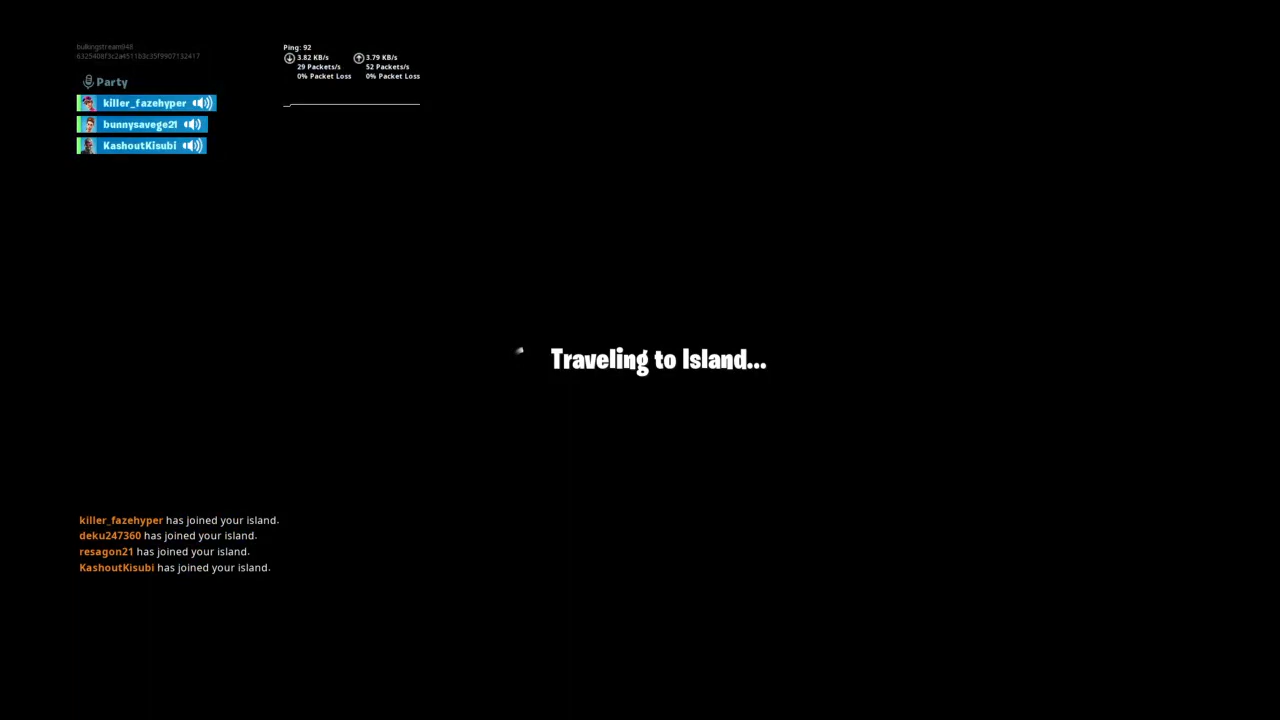 bulkingstream948
Party
killer_fazehyper
bunnysavege21
KashoutKisubi
Ping: 92
3.82 KB/s 3.79 KB/s
29 Packets/s 52 Packets/s
0% Packet Loss 0% Packet Loss
Traveling to Island...
killer_fazehyper has joined your island.
deku247360 has joined your island.
resagon21 has joined your island.
KashoutKisubi has joined your island.